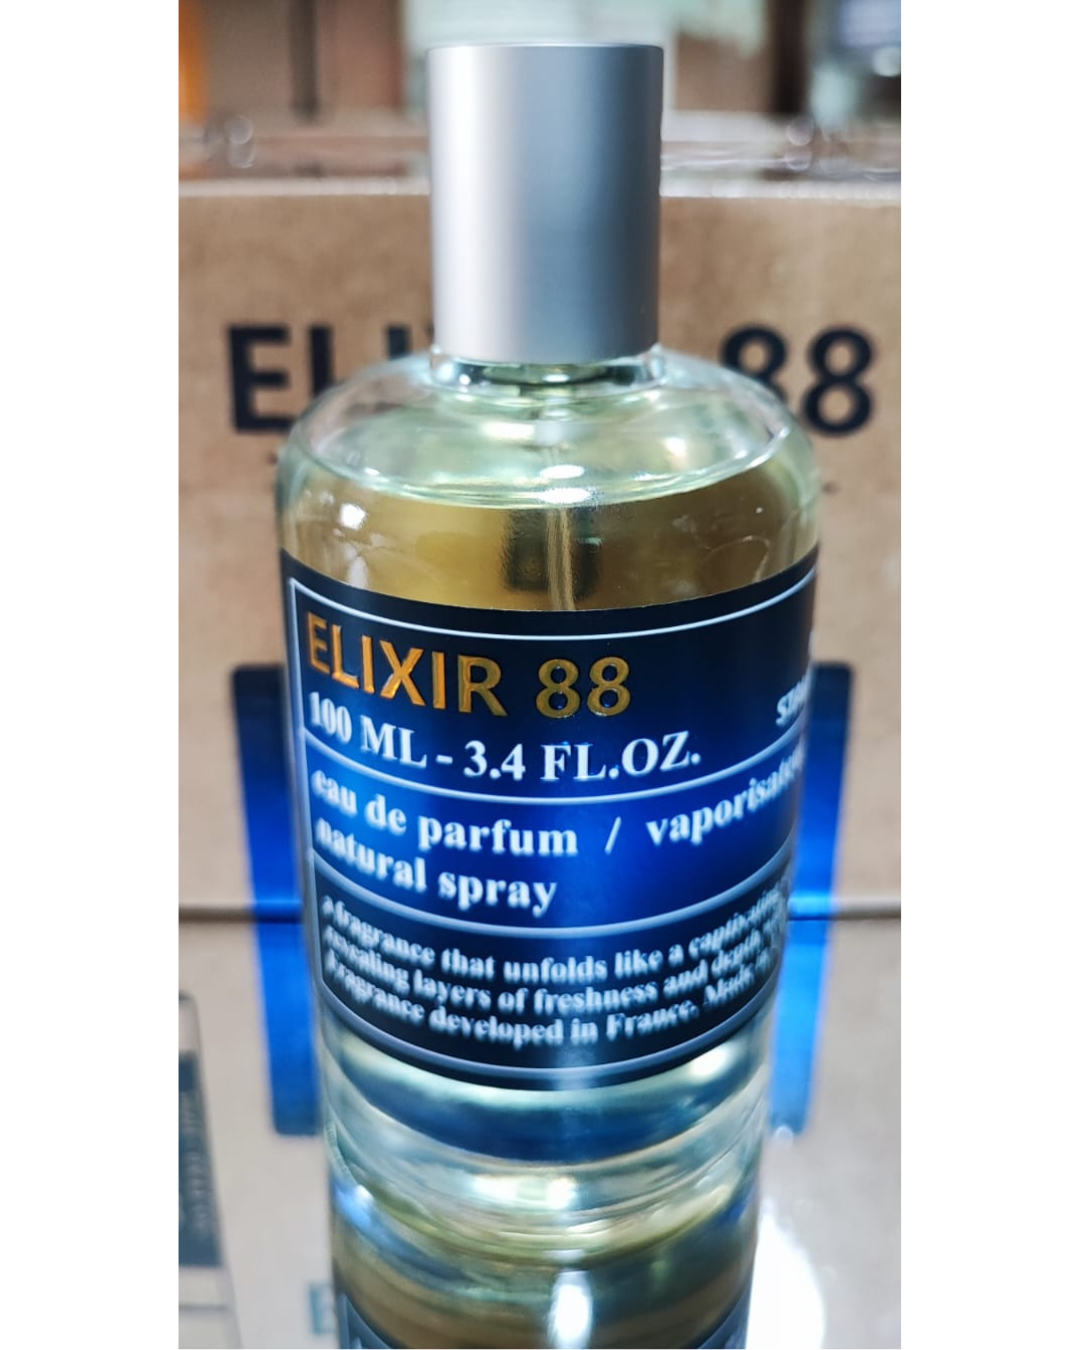 88
ELIXIR 88
100 ML - 3.4 FL.OZ.
eau de parfum / vaporisateur
natural spray
a fragrance that unfolds like a captivating
revealing layers of freshness and depth
Fragrance developed in France. Made in